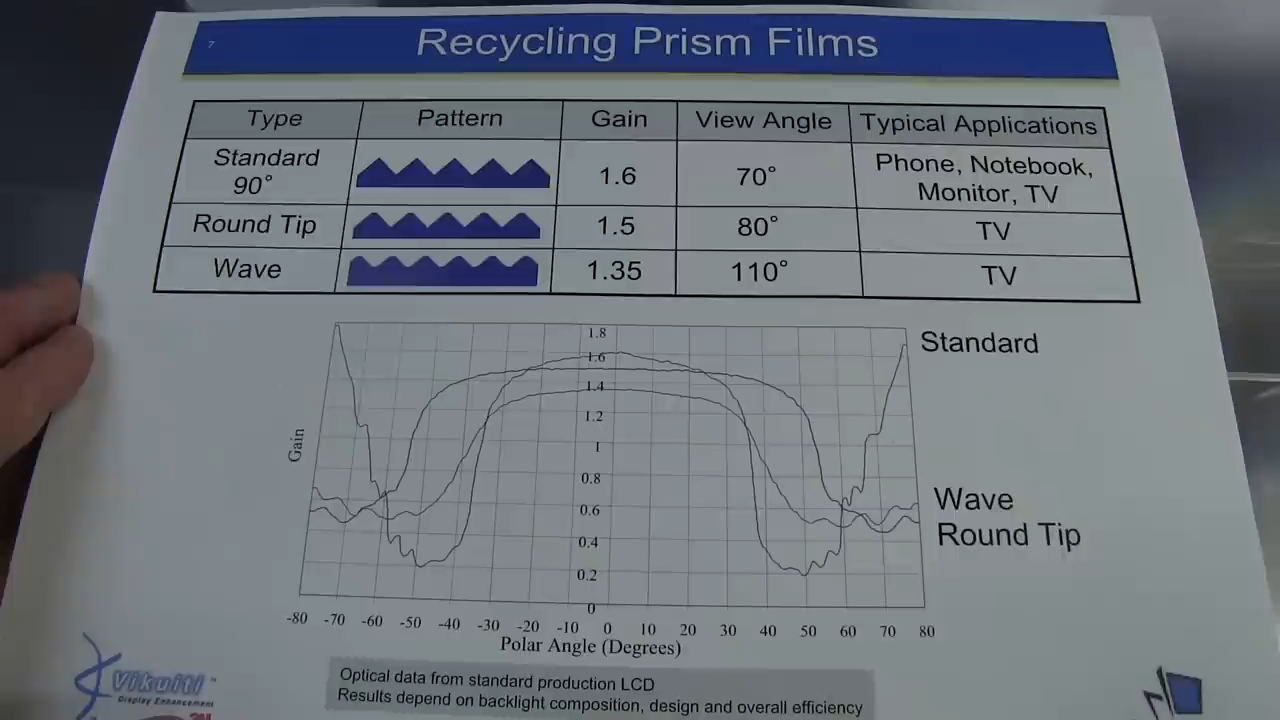 7
Recycling Prism Films
Type Pattern Gain View Angle Typical Applications
Standard
90°
1.6 70°
Phone, Notebook,
Monitor, TV
Round Tip 1.5 80° TV
Wave 1.35 110° TV
1.8
1.6
1.4
1.2
1
0.8
0.6
0.4
0.2
0
Gain
Standard
Wave
Round Tip
-80 -70 -60 -50 -40 -30 -20 -10 0 10 20 30 40 50 60 70 80
Polar Angle (Degrees)
Optical data from standard production LCD
Results depend on backlight composition, design and overall efficiency
Vikuiti™
Display Enhancement
3M